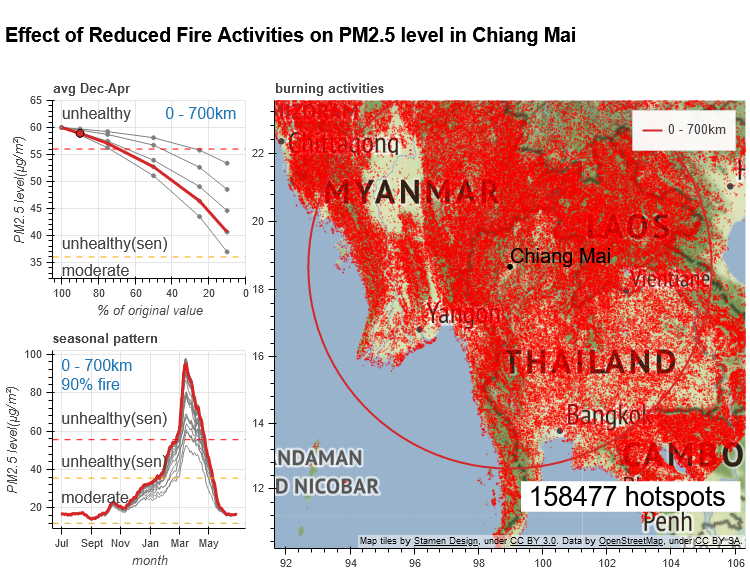 Effect of Reduced Fire Activities on PM2.5 level in Chiang Mai
avg Dec-Apr
65
60
55
50
45
40
35
unhealthy
0 - 700km
unhealthy(sen)
moderate
PM2.5 level(μg/m³)
100 80 60 40 20 0
% of original value
seasonal pattern
100
80
60
40
20
0 - 700km
90% fire
unhealthy(sen)
unhealthy(sen)
moderate
PM2.5 level(μg/m³)
Jul Sept Nov Jan Mar May
month
burning activities
0 - 700km
22
20
18
16
14
12
Chittagong
MYANMAR
LAOS
Chiang Mai
Vientiane
Yangon
THAILAND
Bangkok
CAMBO
NDAMAN
D NICOBAR
158477 hotspots
Penh
Map tiles by Stamen Design, under CC BY 3.0. Data by OpenStreetMap, under CC BY SA.
92 94 96 98 100 102 104 106